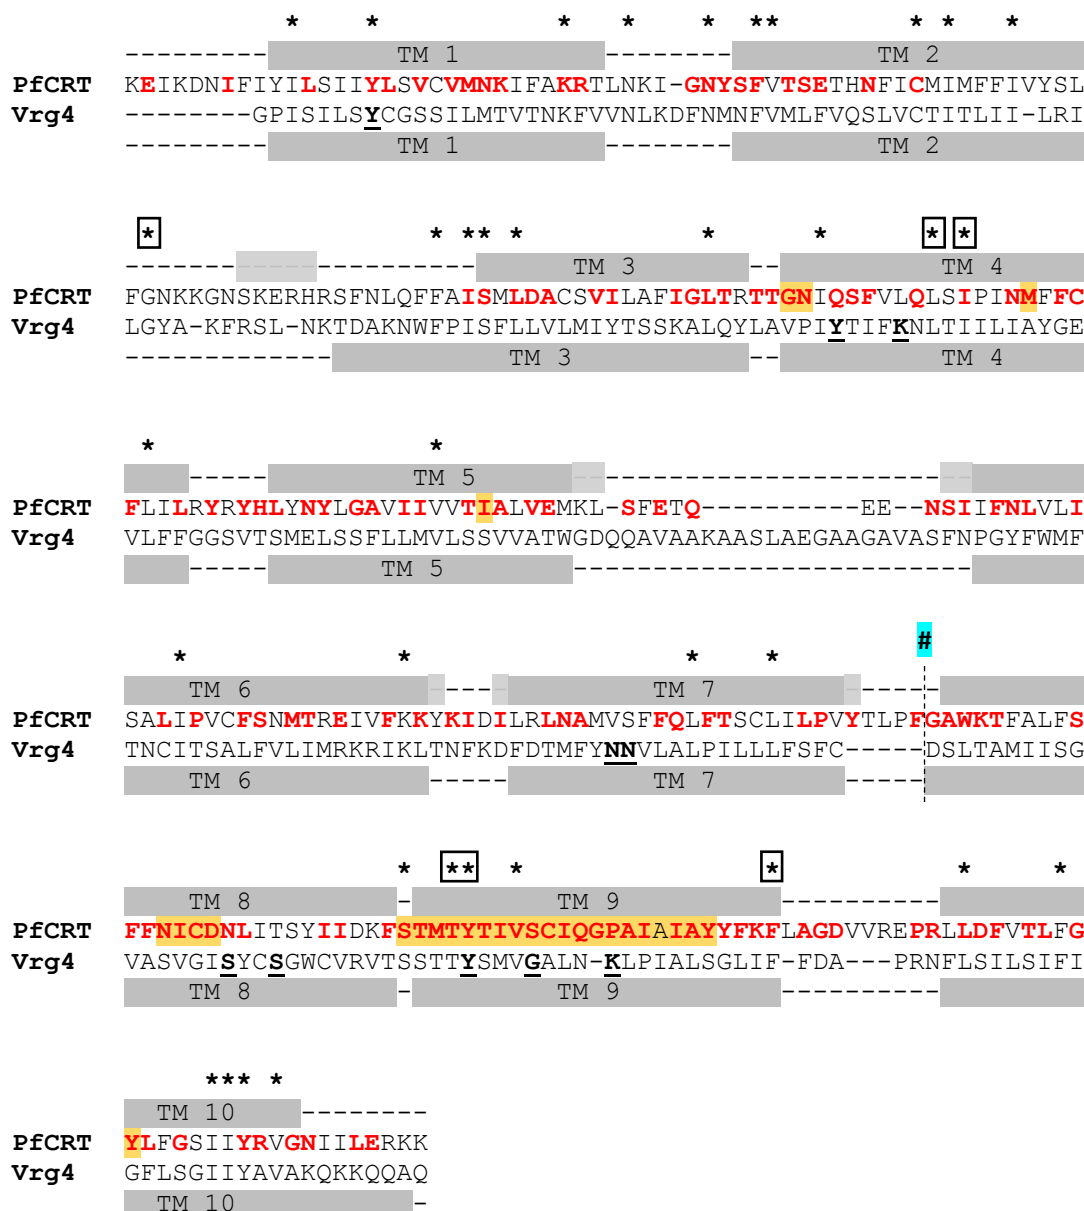 * * * * * ** * * *
--------- TM 1 -------- TM 2
PfCRT KEIKDNIFIYILSIIYLSVCVMNKIFAKRTLNKI-GNYSFVTSETHNFICMIMFFIVYSL
Vrg4 --------GPISILSYCGSSILMTVTNKFVVNLKDFNMNFVMLFVQSLVCTITLII-LRI
--------- TM 1 -------- TM 2
* * ** * * * * *
------- ----- ---------- TM 3 -- TM 4
PfCRT FGNKKGNSKERHRSFNLQFFAISMLDACSVILAFIGLTRTTGNIQSFVLQLSIPINMFFC
Vrg4 LGYA-KFRSL-NKTDAKNWFPISFLLVLMIYTSSKALQYLAVPIYTIFKNLTIILIAYGE
------------- TM 3 -- TM 4
* *
----- TM 5 -- --------------------- --
PfCRT FLILRYRYHLYNYLGAVIIVVTIALVEMKL-SFETQ----------EE--NSIIFNLVLI
Vrg4 VLFFGGSVTSMELSSFLLMVLSSVVATWGDQQAVAAKAASLAEGAAGAVASFNPGYFWMF
----- TM 5 -------------------------
#
* * * *
TM 6 ----- TM 7 ------
PfCRT SALIPVCFSNMTREIVFKKYKIDILRLNAMVSFFQLFTSCLILPVYTLPFGAWKTFALFS
Vrg4 TNCITSALFVLIMRKRIKLTNFKDFDTMFYNNVLALPILLLFSFC-----DSLTAMIISG
TM 6 ----- TM 7 -----
* ** * * * *
TM 8 - TM 9 ----------
PfCRT FFNICDNLITSYIIDKFSTMTYTIVSCIQGPAIAIAYYFKFLAGDVVREPRLLDFVTLFG
Vrg4 VASVGISYCSGWCVRVTSSTTYSMVGALN-KLPIALSGLIFF-FDA---PRNFLSILSIFI
TM 8 - TM 9 ----------
*** *
TM 10 --------
PfCRT YLFGSIIYRVGNIILERKK
Vrg4 GFLSGIIYAVAKQKKQQAQ
TM 10 -